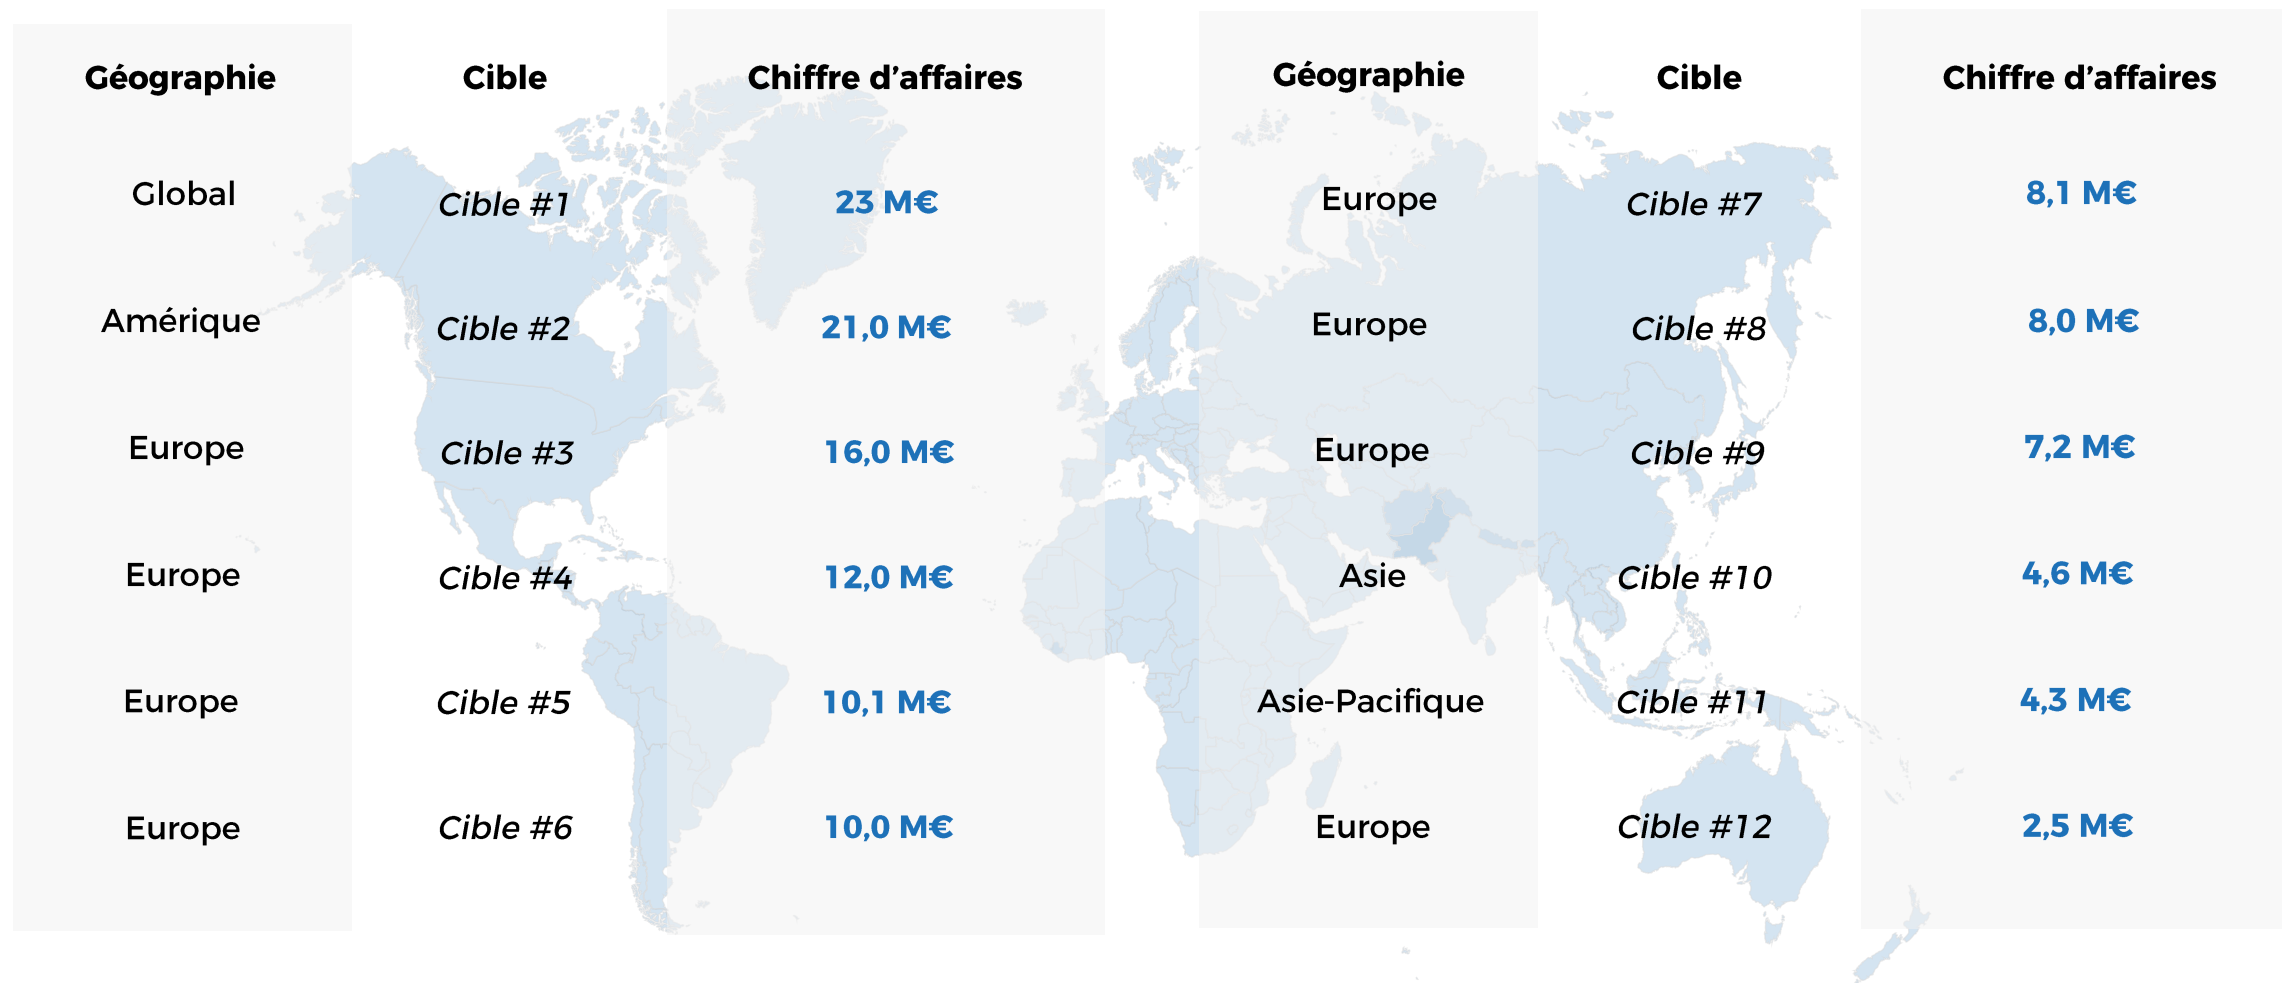 Géographie Cible Chiffre d’affaires
Global Cible #1 23 M€
Amérique Cible #2 21,0 M€
Europe Cible #3 16,0 M€
Europe Cible #4 12,0 M€
Europe Cible #5 10,1 M€
Europe Cible #6 10,0 M€
Géographie Cible Chiffre d’affaires
Europe Cible #7 8,1 M€
Europe Cible #8 8,0 M€
Europe Cible #9 7,2 M€
Asie Cible #10 4,6 M€
Asie-Pacifique Cible #11 4,3 M€
Europe Cible #12 2,5 M€